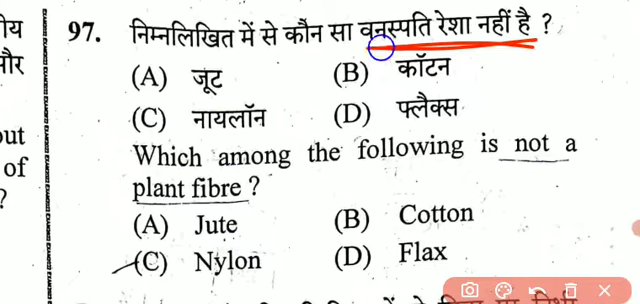 97. निम्नलिखित में से कौन सा वनस्पति रेशा नहीं है ?
(A) जूट (B) कॉटन
(C) नायलॉन (D) फ्लैक्स
Which among the following is not a
plant fibre ?
(A) Jute (B) Cotton
(C) Nylon (D) Flax